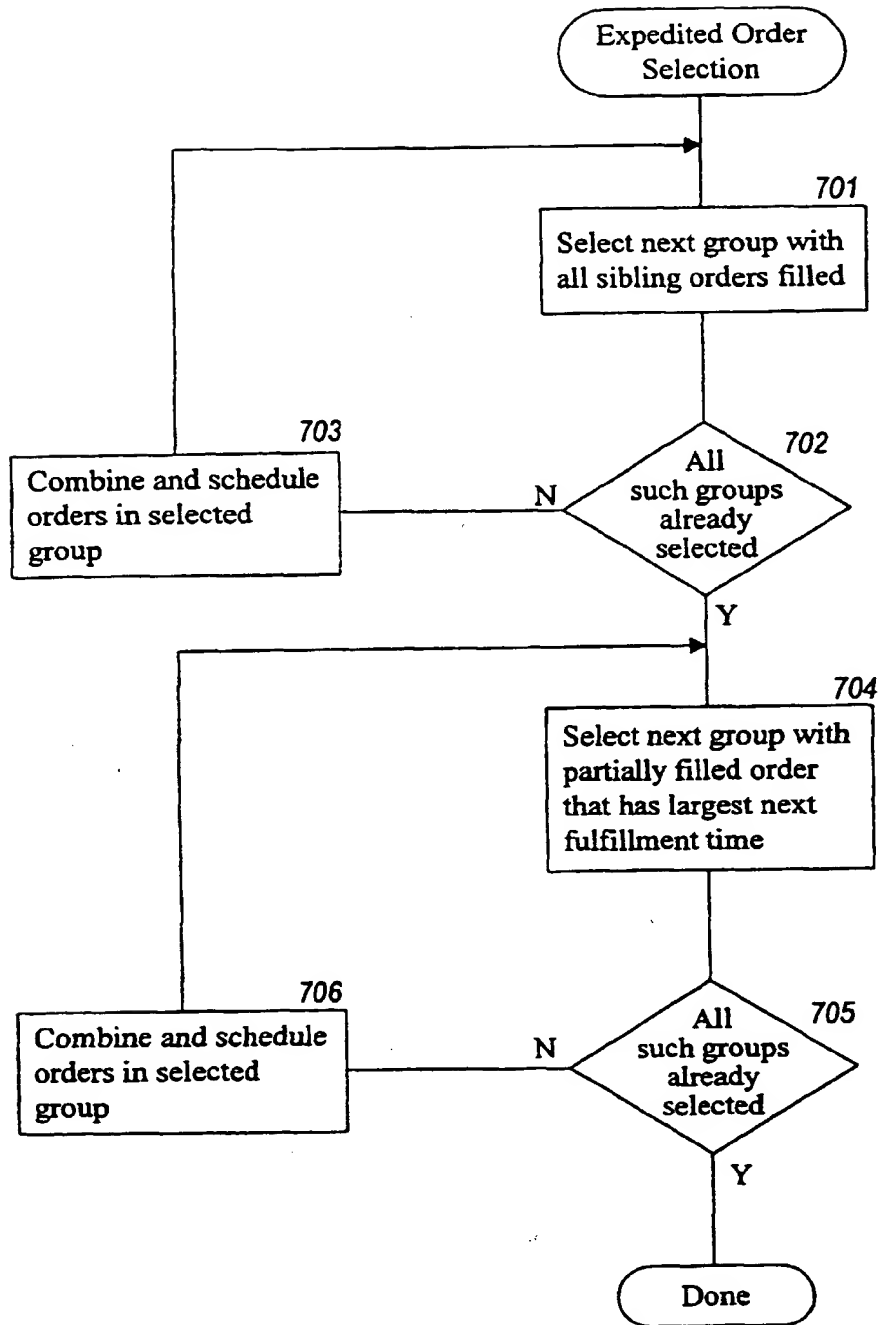 Expedited Order
Selection
701
Select next group with
all sibling orders filled
703
Combine and schedule
orders in selected
group
N
702
All
such groups
already
selected
Y
704
Select next group with
partially filled order
that has largest next
fulfillment time
706
Combine and schedule
orders in selected
group
N
705
All
such groups
already
selected
Y
Done